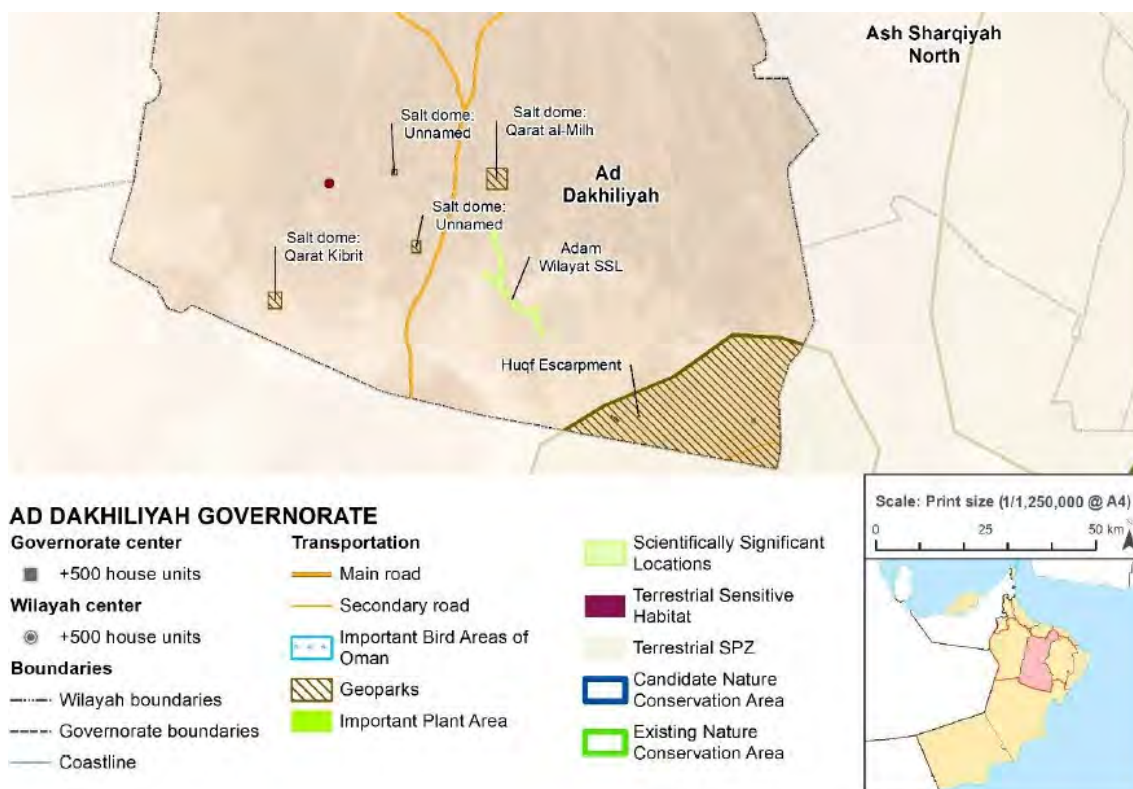 Ash Sharqiyah
North
Salt dome:
Unnamed
Salt dome:
Qarat al-Milh
Ad
Dakhiliyah
Salt dome:
Unnamed
Salt dome:
Qarat Kibrit
Adam
Wilayat SSL
Huqf Escarpment
AD DAKHILIYAH GOVERNORATE
Governorate center
+500 house units
Wilayah center
+500 house units
Boundaries
Wilayah boundaries
Governorate boundaries
Coastline
Transportation
Main road
Secondary road
Important Bird Areas of
Oman
Geoparks
Important Plant Area
Scientifically Significant
Locations
Terrestrial Sensitive
Habitat
Terrestrial SPZ
Candidate Nature
Conservation Area
Existing Nature
Conservation Area
Scale: Print size (1/1,250,000 @ A4)
0 25 50 km